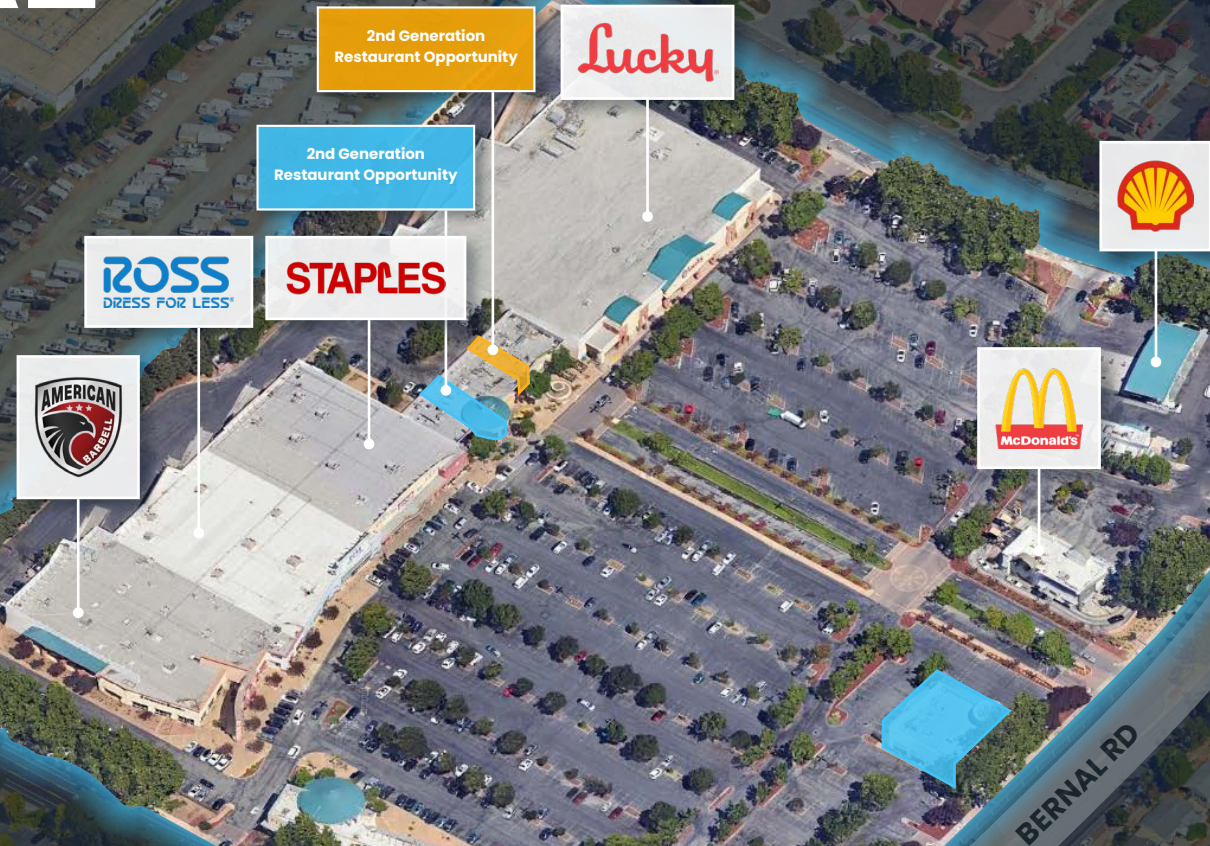 2nd Generation
Restaurant Opportunity
Lucky
2nd Generation
Restaurant Opportunity
ROSS
DRESS FOR LESS®
STAPLES
AMERICAN
BARBELL
McDonald's
BERNAL RD